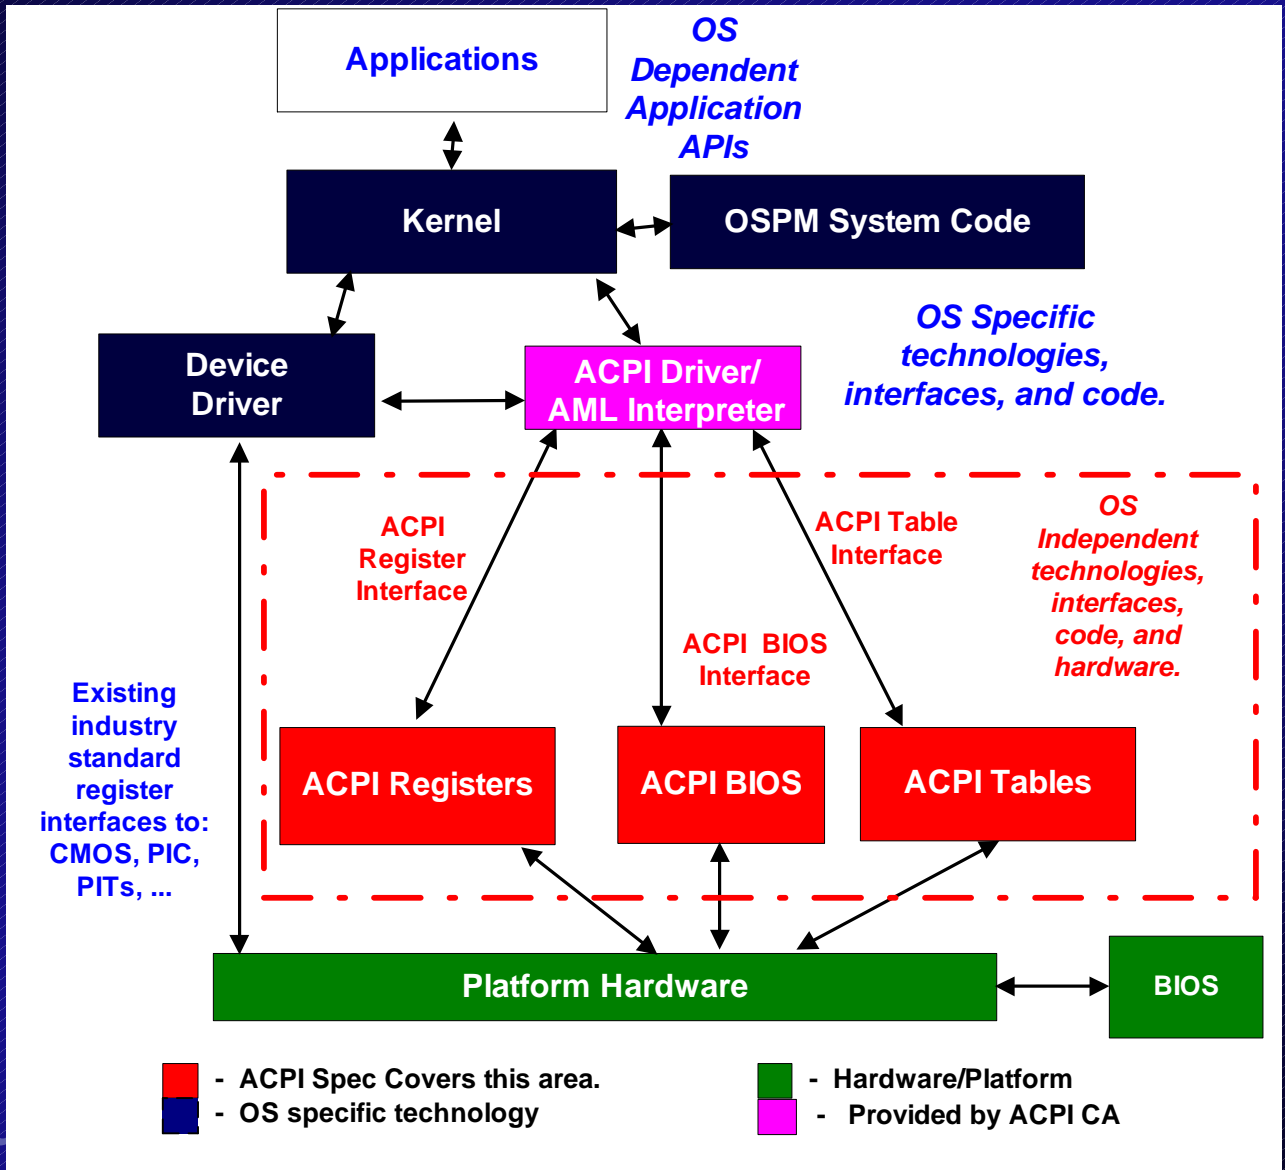 Applications
OS
Dependent
Application
APIs
Kernel
OSPM System Code
OS Specific
technologies,
interfaces, and code.
Device
Driver
ACPI Driver/
AML Interpreter
ACPI
Register
Interface
ACPI Table
Interface
OS
Independent
technologies,
interfaces,
code, and
hardware.
ACPI BIOS
Interface
Existing
industry
standard
register
interfaces to:
CMOS, PIC,
PITs, ...
ACPI Registers
ACPI BIOS
ACPI Tables
Platform Hardware
BIOS
- ACPI Spec Covers this area.
- OS specific technology
- Hardware/Platform
- Provided by ACPI CA